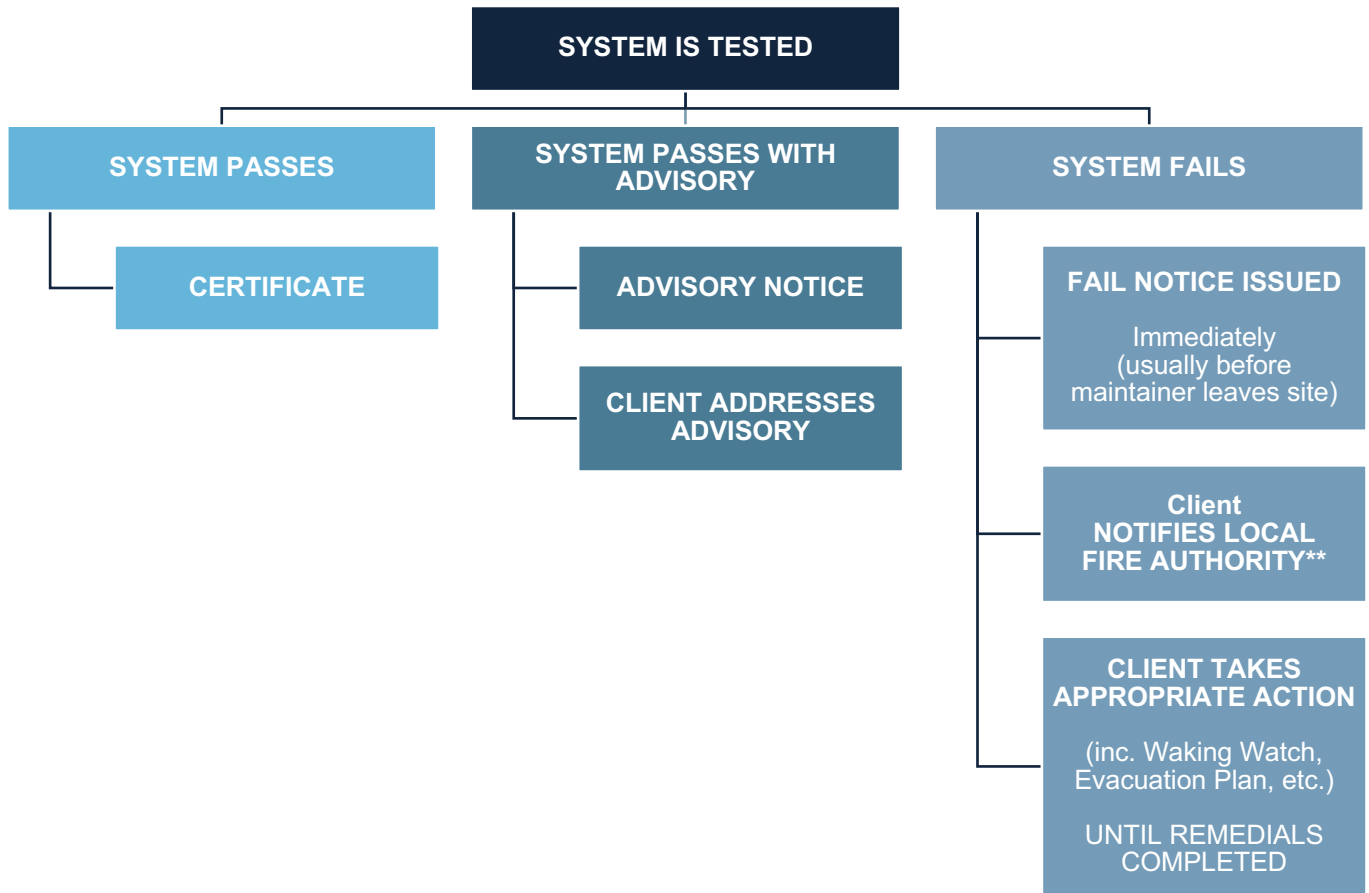 SYSTEM IS TESTED
SYSTEM PASSES
CERTIFICATE
SYSTEM PASSES WITH
ADVISORY
ADVISORY NOTICE
CLIENT ADDRESSES
ADVISORY
SYSTEM FAILS
FAIL NOTICE ISSUED
Immediately
(usually before
maintainer leaves site)
Client
NOTIFIES LOCAL
FIRE AUTHORITY**
CLIENT TAKES
APPROPRIATE ACTION
(inc. Waking Watch,
Evacuation Plan, etc.)
UNTIL REMEDIALS
COMPLETED